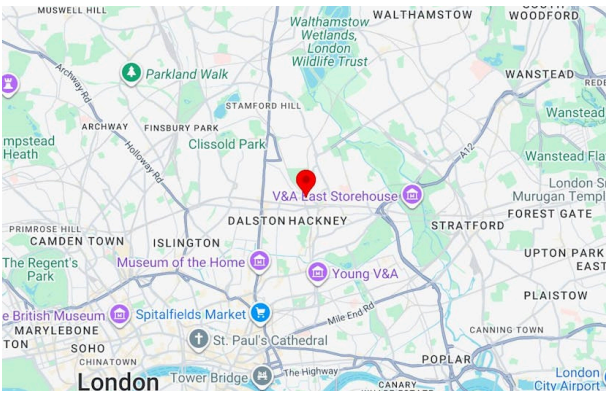 MUSWELL HILL
Walthamstow
Wetlands,
London
Wildlife Trust
WALTHAMSTOW
WOODFORD
Parkland Walk
Archway Rd
WANSTEAD
REDE
STAMFORD HILL
Wanstead
ARCHWAY
FINSBURY PARK
Clissold Park
mpstead
Heath
Holloway Rd
A12
Wanstead Fla
V&A East Storehouse
London S
Murugan Templ
FOREST GATE
DALSTON
HACKNEY
STRATFORD
PRIMROSE HILL
CAMDEN TOWN
ISLINGTON
The Regent's
Park
Museum of the Home
Young V&A
UPTON PARK
EAST
PLAISTOW
e British Museum
Spitalfields Market
Mile End Rd
MARYLEBONE
TON
SOHO
St. Paul's Cathedral
CANNING TOWN
CHINATOWN
POPLAR
London
Tower Bridge
The Highway
CANARY
London
City Airport